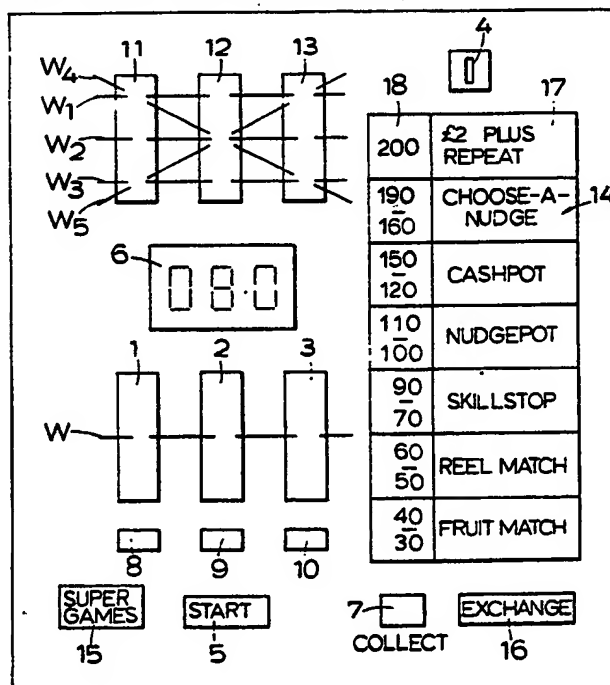 11 12 13 4
W4
W1
W2
W3
W5
18 17
200 £2 PLUS REPEAT
190 - 160 CHOOSE-A-NUDGE 14
150 - 120 CASHPOT
110 - 100 NUDGEPOT
90 - 70 SKILLSTOP
60 - 50 REEL MATCH
40 - 30 FRUIT MATCH
6
08.0
1 2 3
W
8 9 10
SUPER GAMES
15
START
5
7
COLLECT
EXCHANGE
16